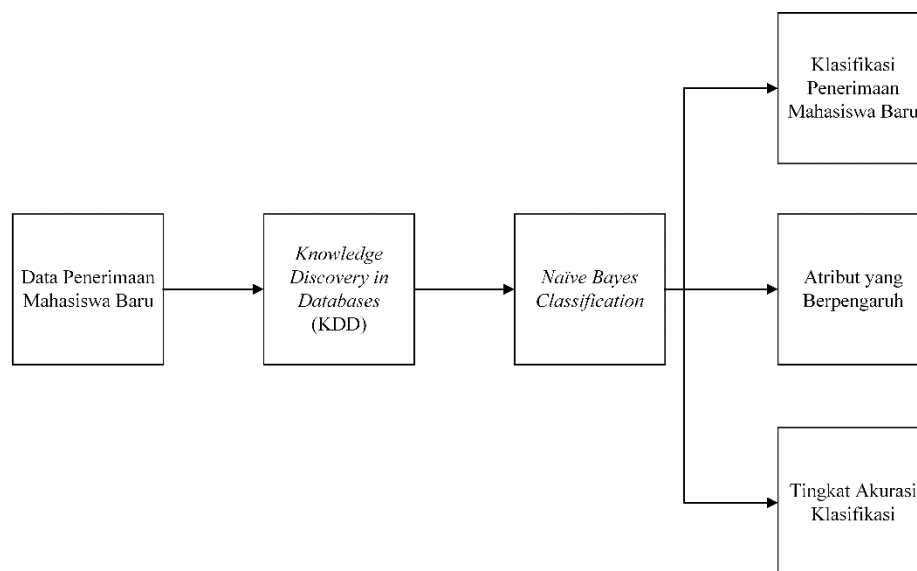 Klasifikasi
Penerimaan
Mahasiswa Baru
Data Penerimaan
Mahasiswa Baru
Knowledge
Discovery in
Databases
(KDD)
Naïve Bayes
Classification
Atribut yang
Berpengaruh
Tingkat Akurasi
Klasifikasi